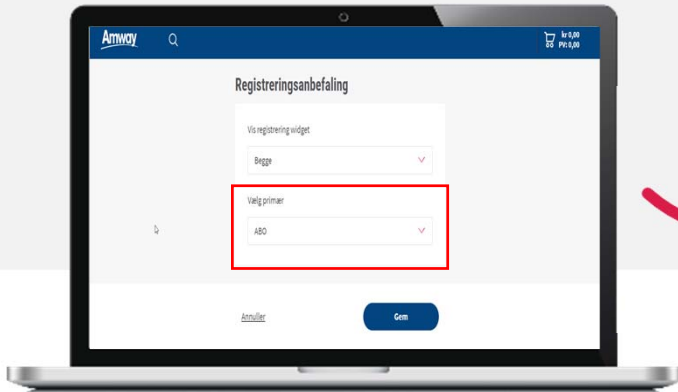 Amway
kr 0,00
PV: 0,00
Registreringsanbefaling
Vis registrering widget
Begge
Vælg primær
ABO
Annuller
Gem